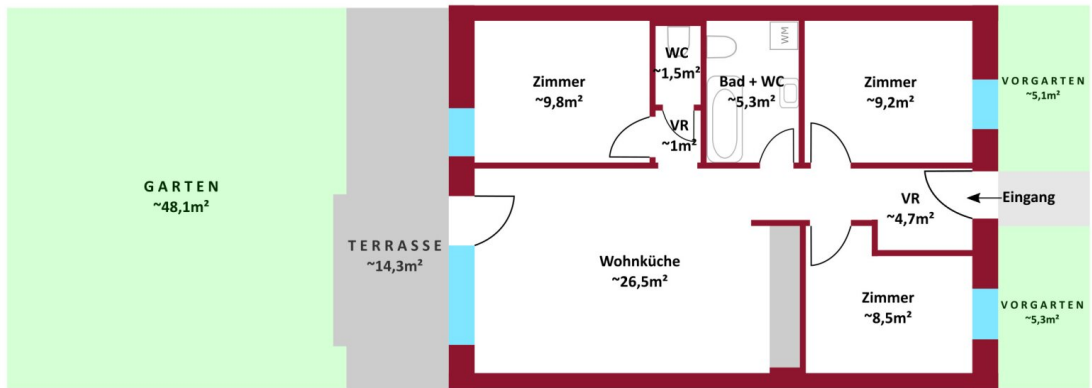 GARTEN
~48,1m²
TERRASSE
~14,3m²
Zimmer
~9,8m²
WC
~1,5m²
VR
~1m²
WM
Bad + WC
~5,3m²
Zimmer
~9,2m²
VORGARTEN
~5,1m²
Eingang
VR
~4,7m²
Wohnküche
~26,5m²
Zimmer
~8,5m²
VORGARTEN
~5,3m²